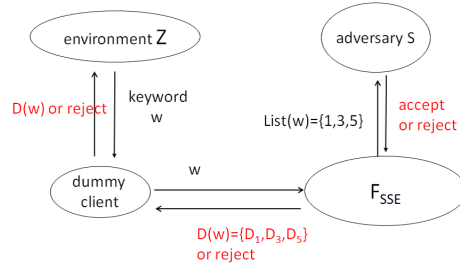 environment Z
adversary S
D(w) or reject
keyword
w
List(w)={1,3,5}
accept
or reject
dummy
client
w
F_SSE
D(w)={D₁,D₃,D₅}
or reject